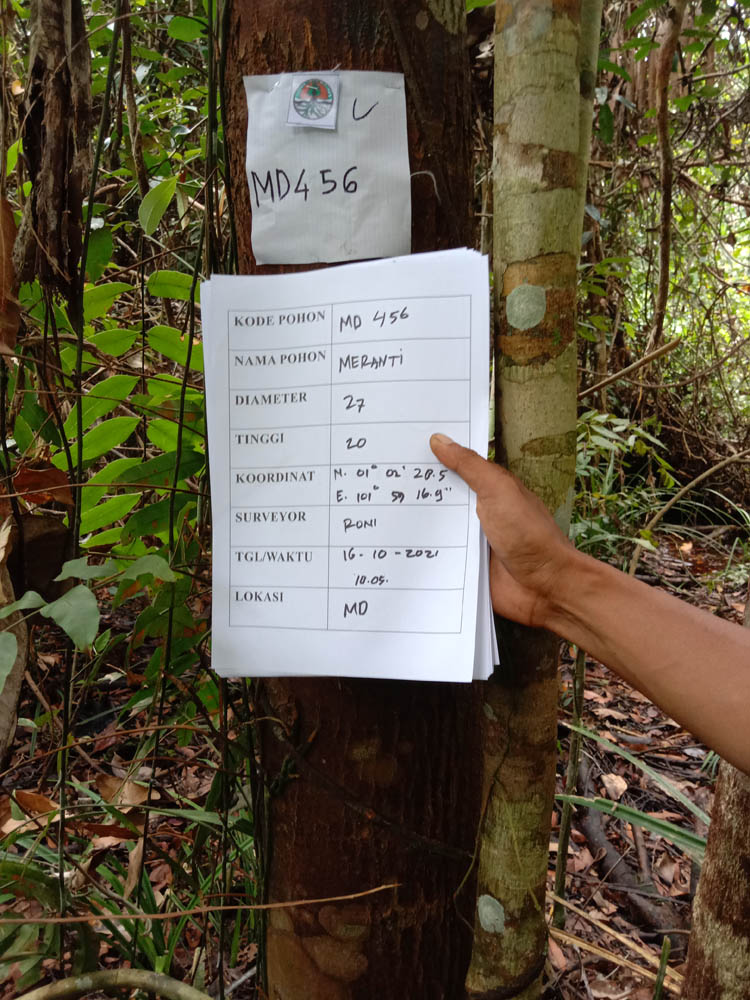 MD456
KODE POHON MD 456
NAMA POHON MERANTI
DIAMETER 27
TINGGI 20
KOORDINAT N. 01° 02' 28.5
E. 101° 59 16.9"
SURVEYOR RONI
TGL/WAKTU 16-10-2021
10.05.
LOKASI MD